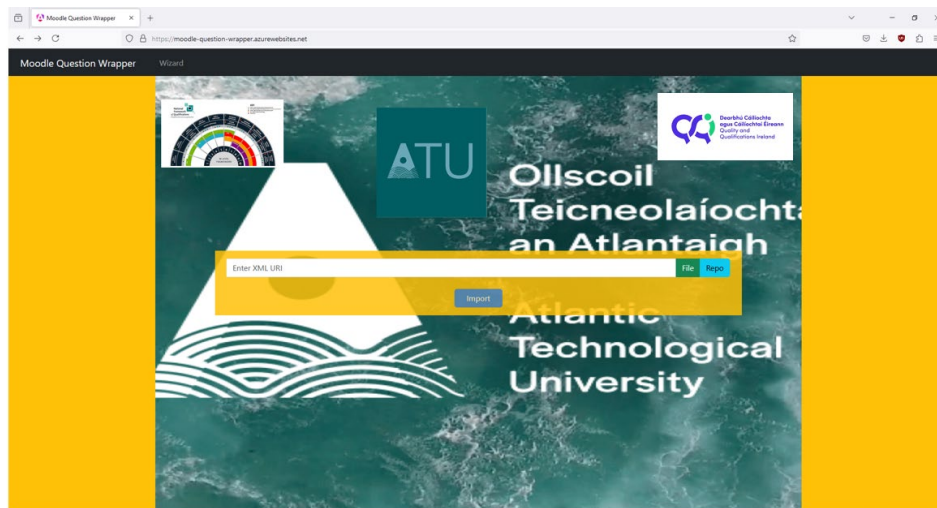 Moodle Question Wrapper
https://moodle-question-wrapper.azurewebsites.net
Moodle Question Wrapper Wizard
ATU
QQI
Dearbhú Cáilíochta
agus Cáilíochtaí Éireann
Quality and
Qualifications Ireland
Ollscoil
Teicneolaíochta
an Atlantaigh
Enter XML URI File Repo
Import
Atlantic
Technological
University